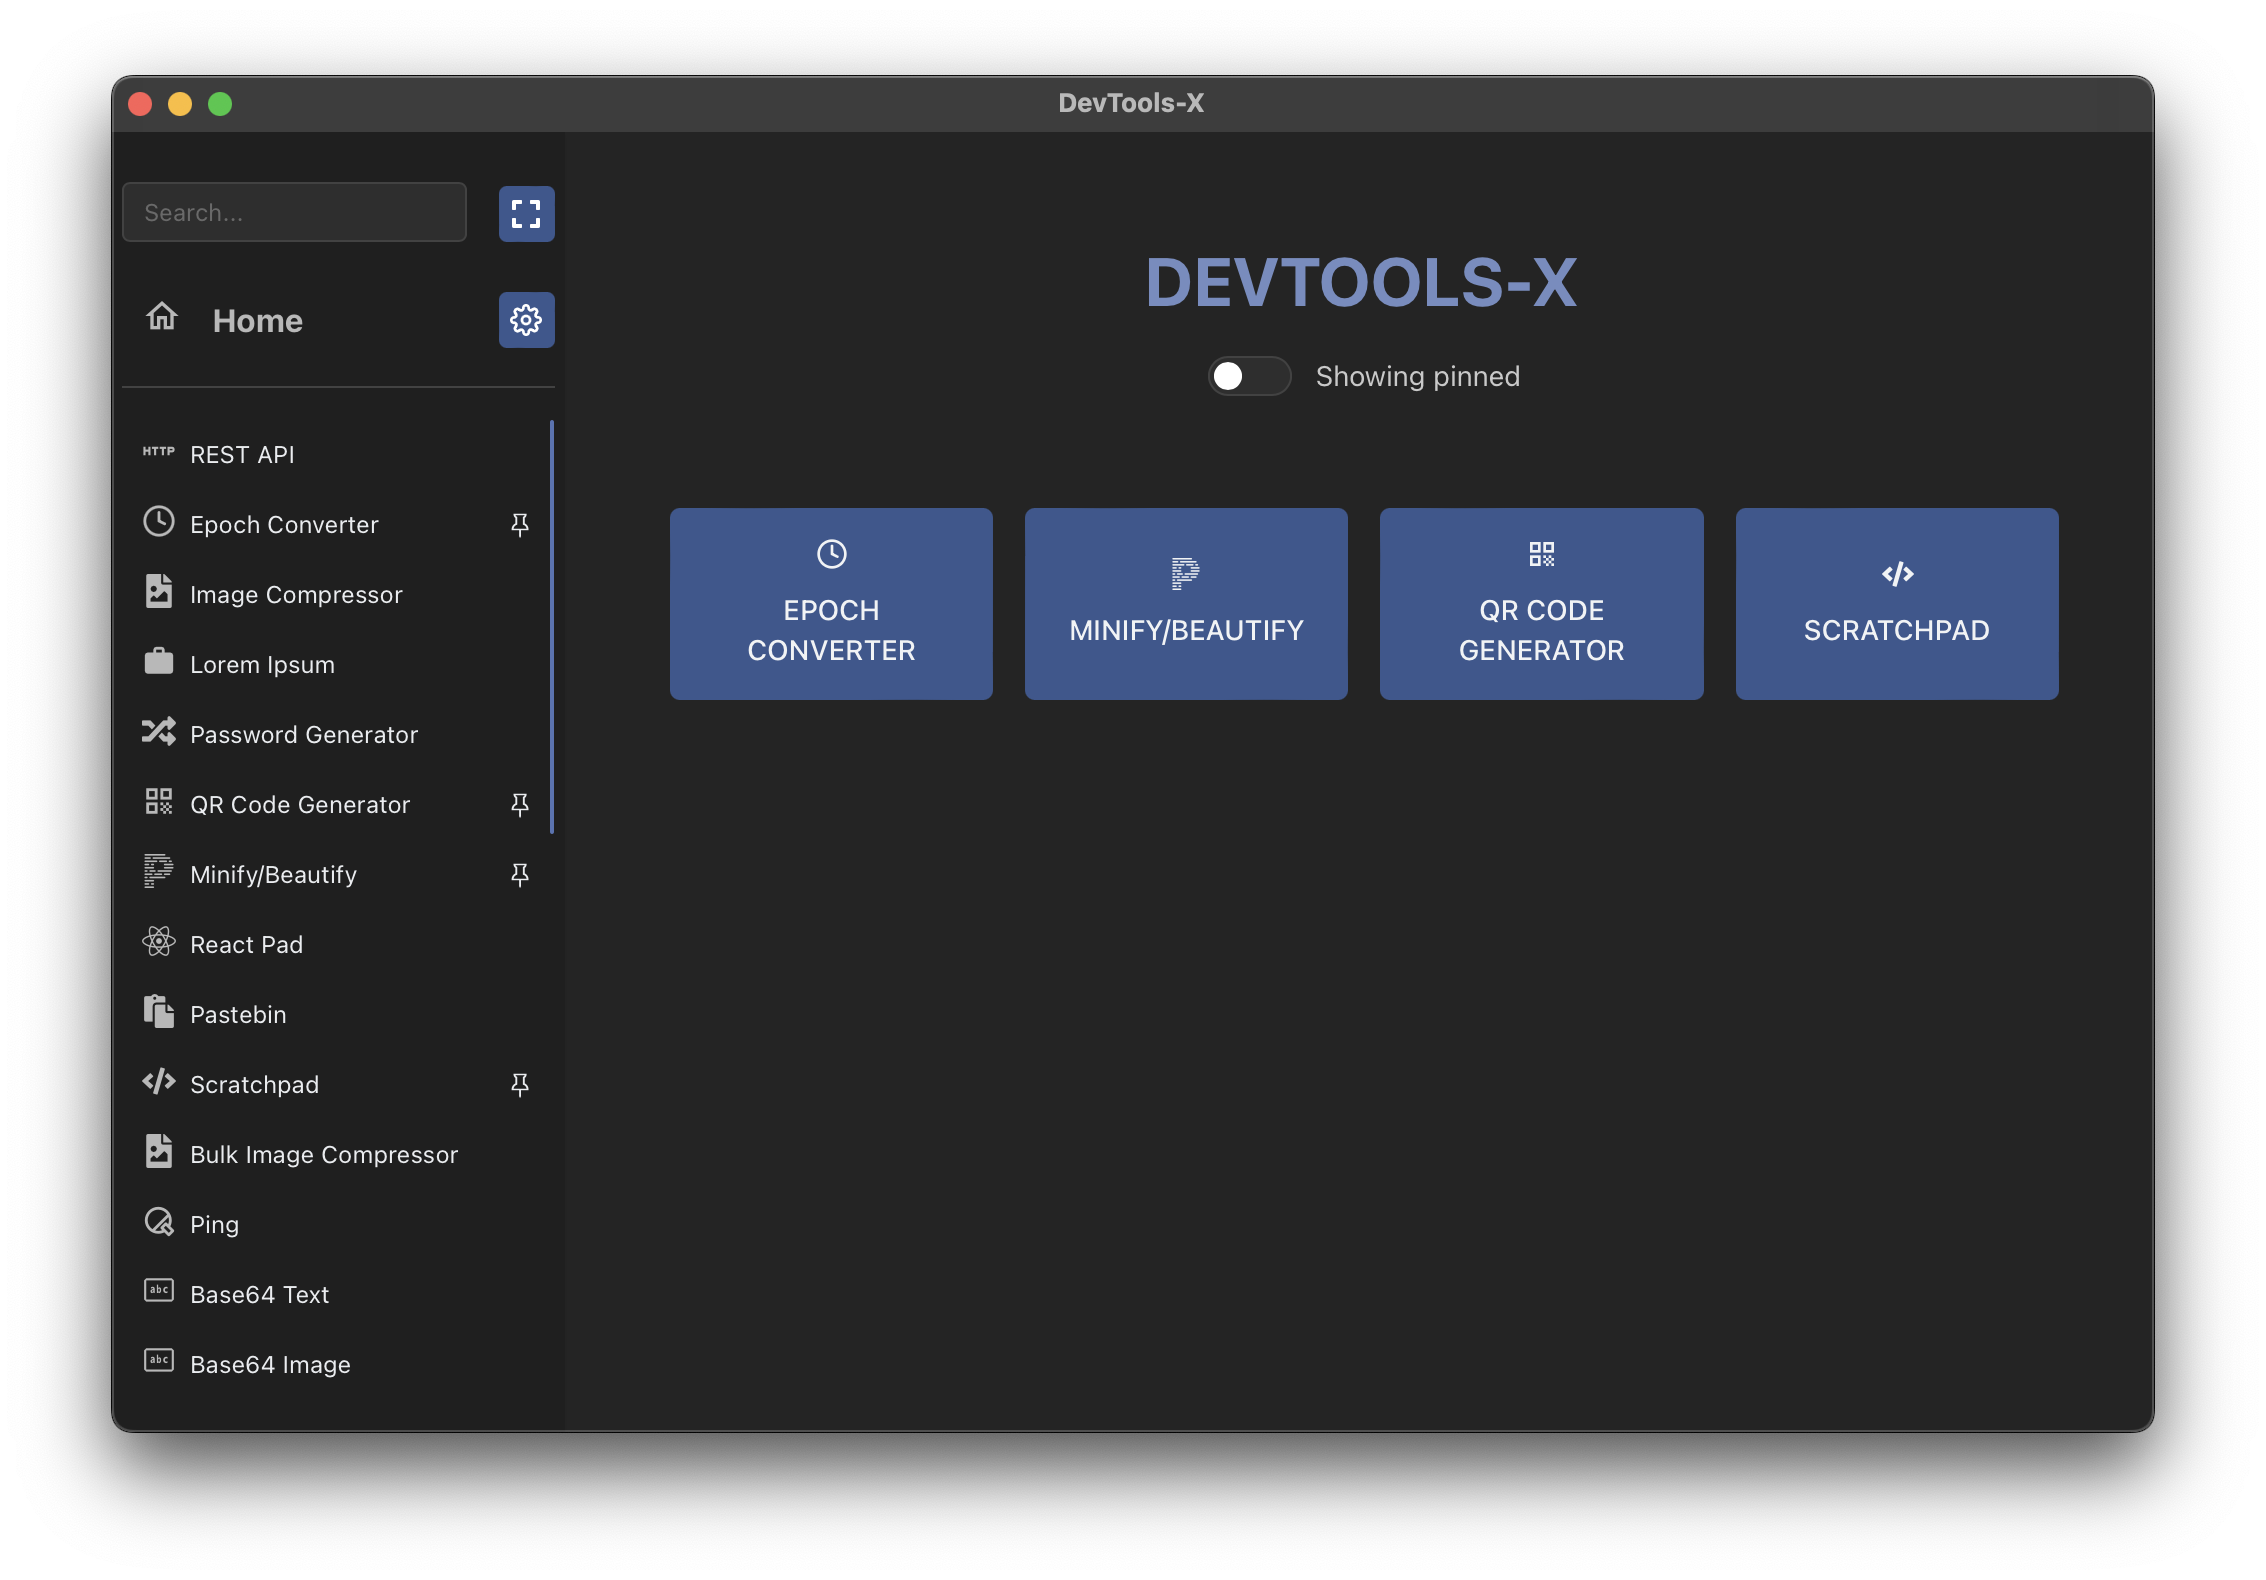 DevTools-X
Search...
Home
HTTP REST API
Epoch Converter
Image Compressor
Lorem Ipsum
Password Generator
QR Code Generator
Minify/Beautify
React Pad
Pastebin
Scratchpad
Bulk Image Compressor
Ping
abc Base64 Text
abc Base64 Image
DEVTOOLS-X
Showing pinned
EPOCH
CONVERTER
MINIFY/BEAUTIFY
QR CODE
GENERATOR
SCRATCHPAD